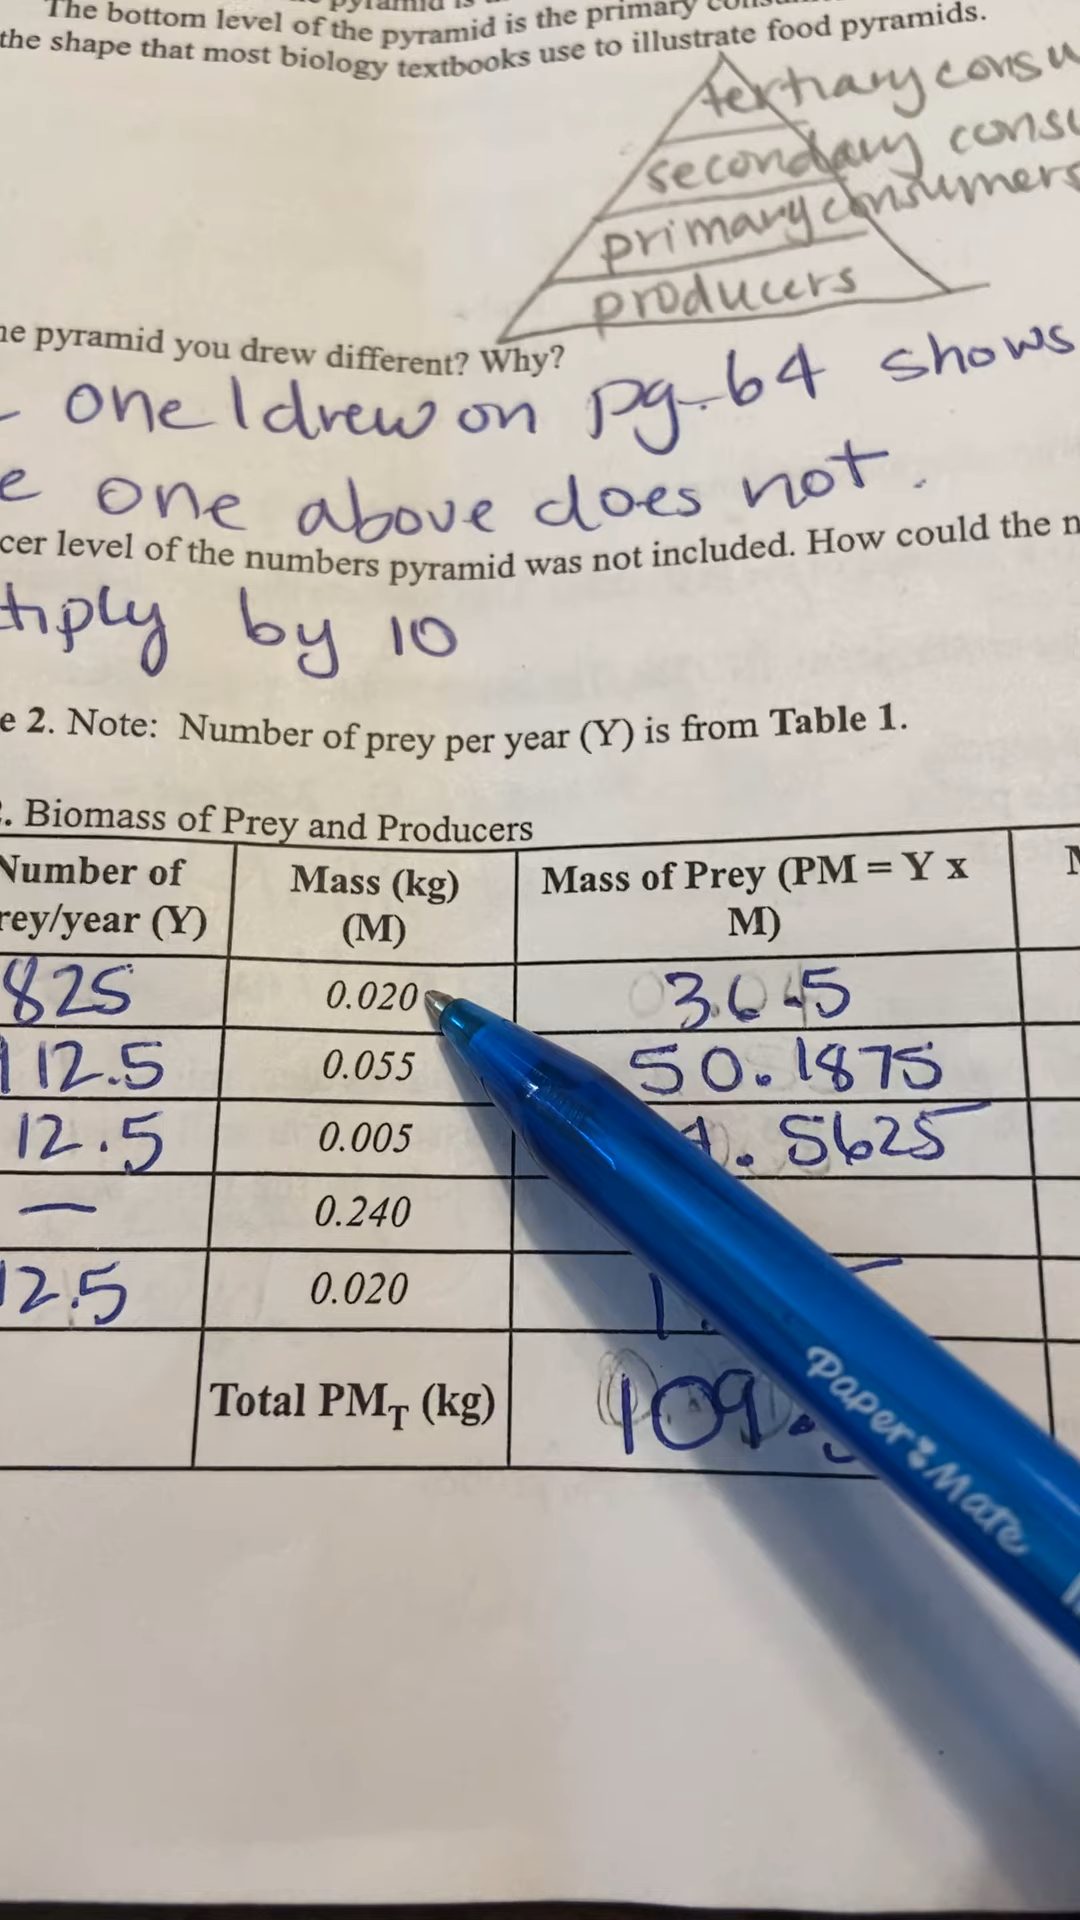 The bottom level of the pyramid is the primary
the shape that most biology textbooks use to illustrate food pyramids.
tertiary consu
secondary consu
primary consumers
producers
he pyramid you drew different? Why?
one I drew on pg. 64 shows
e one above does not.
cer level of the numbers pyramid was not included. How could the n
tiply by 10
e 2. Note: Number of prey per year (Y) is from Table 1.
. Biomass of Prey and Producers
Number of
rey/year (Y)
Mass (kg)
(M)
Mass of Prey (PM = Y x
M)
825
0.020
112.5
0.055
50.1875
12.5
0.005
.5625
—
0.240
12.5
0.020
Total PMT (kg)
109.
Paper Mate